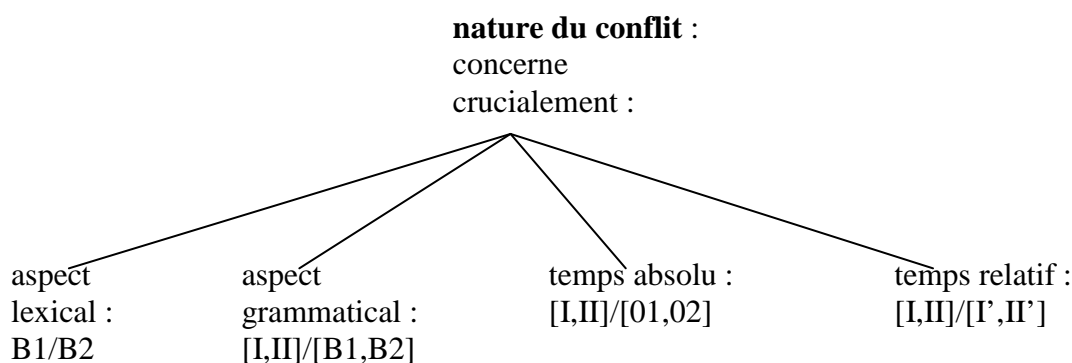 nature du conflit :
concerne
crucialement :
aspect
lexical :
B1/B2
aspect
grammatical :
[I,II]/[B1,B2]
temps absolu :
[I,II]/[01,02]
temps relatif :
[I,II]/[I’,II’]